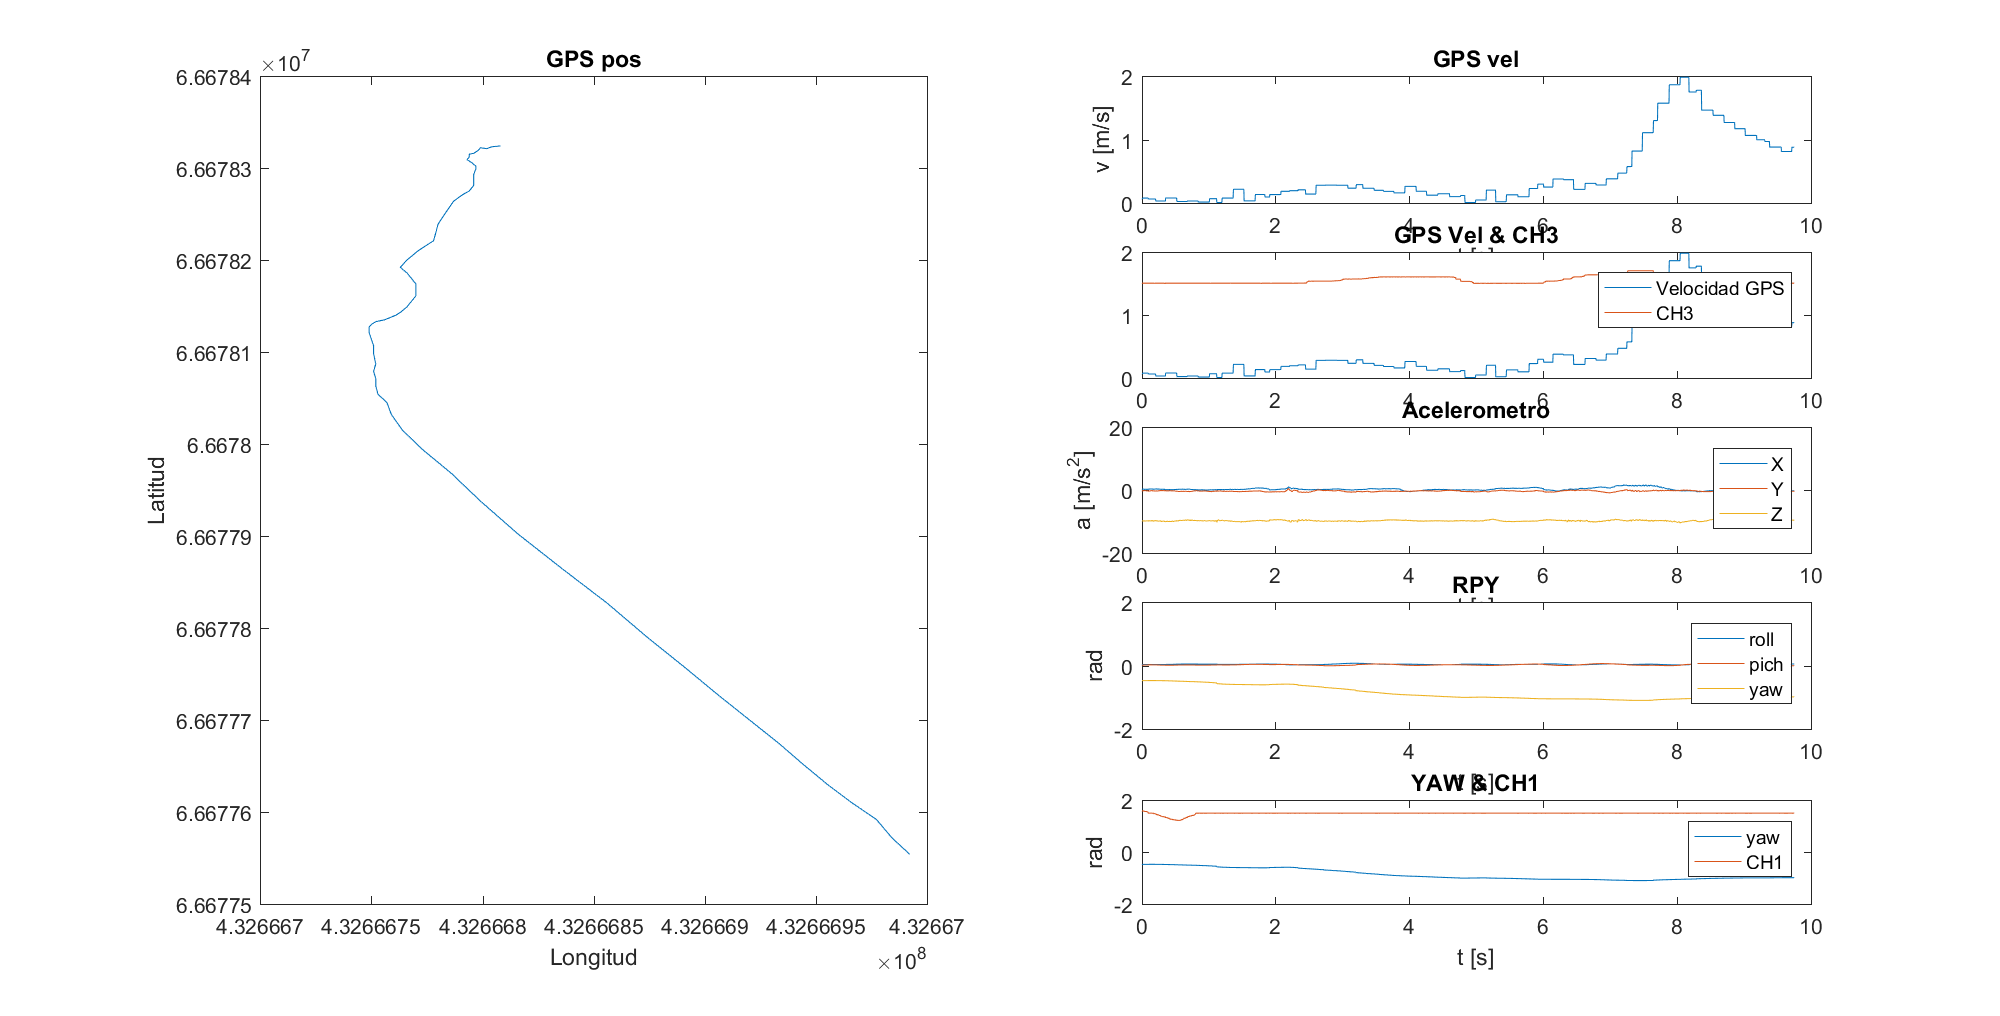 GPS pos
×10^7
6.66784
6.66783
6.66782
6.66781
6.6678
6.66779
6.66778
6.66777
6.66776
6.66775
Latitud
4.326667 4.3266675 4.326668 4.3266685 4.326669 4.3266695 4.32667
Longitud
×10^8
GPS vel
2
1
0
v [m/s]
0 2 4 6 8 10
GPS Vel & CH3
2
1
0
Velocidad GPS
CH3
0 2 4 6 8 10
Acelerometro
20
0
-20
a [m/s^2]
X
Y
Z
0 2 4 6 8 10
RPY
2
0
-2
rad
roll
pich
yaw
0 2 4 6 8 10
t [s]
YAW & CH1
2
0
-2
rad
yaw
CH1
0 2 4 6 8 10
t [s]